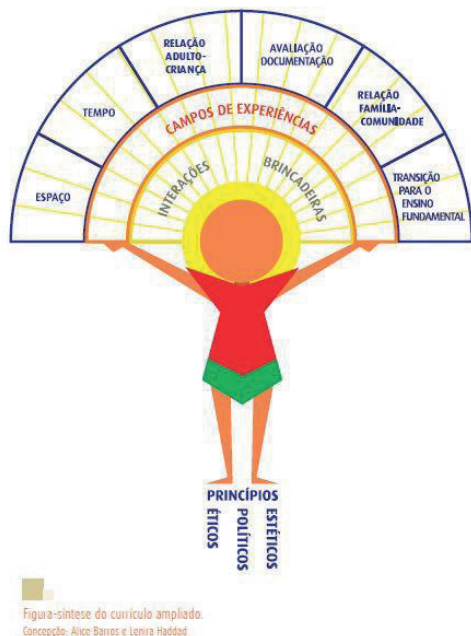 RELAÇÃO
ADULTO-
CRIANÇA
AVALIAÇÃO
DOCUMENTAÇÃO
TEMPO
RELAÇÃO
FAMÍLIA-
COMUNIDADE
ESPAÇO
TRANSIÇÃO
PARA O
ENSINO
FUNDAMENTAL
CAMPOS DE EXPERIÊNCIAS
INTERAÇÕES
BRINCADEIRAS
PRINCÍPIOS
ÉTICOS
POLÍTICOS
ESTÉTICOS
Figura-síntese do currículo ampliado.
Concepção: Alice Barros e Lenira Haddad